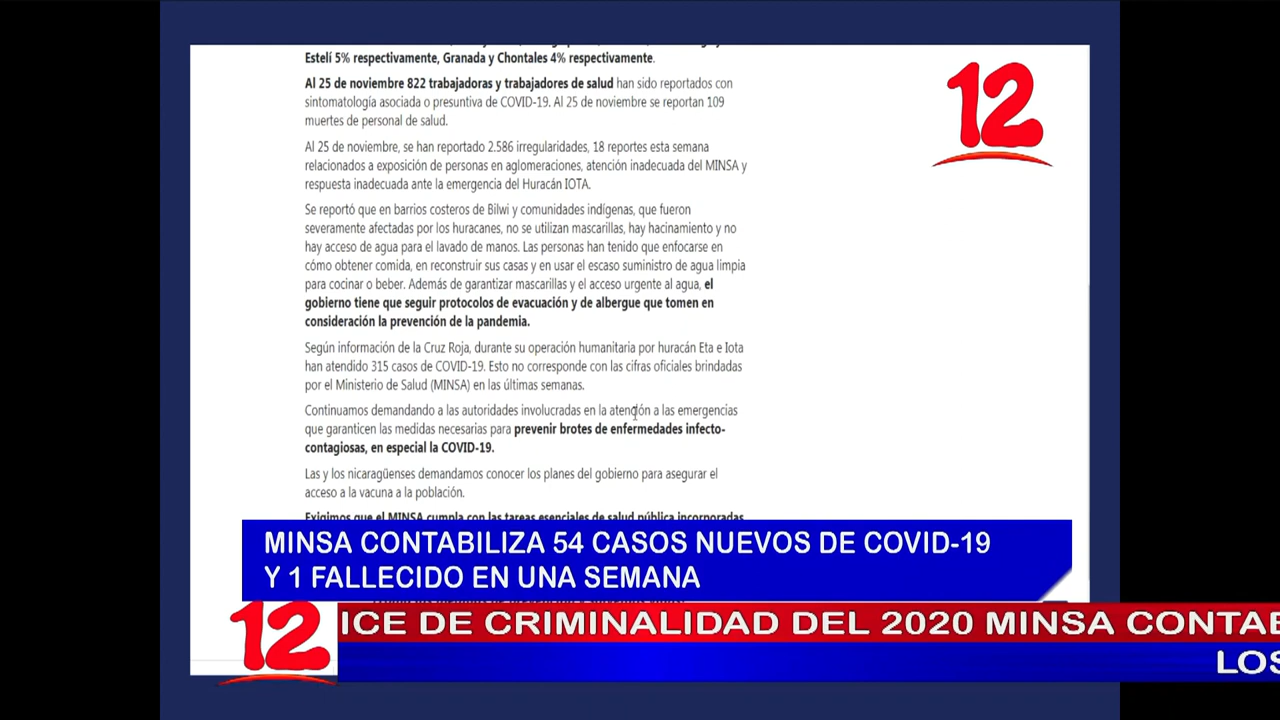 Estelí 5% respectivamente, Granada y Chontales 4% respectivamente.
Al 25 de noviembre 822 trabajadoras y trabajadores de salud han sido reportados con
sintomatología asociada o presuntiva de COVID-19. Al 25 de noviembre se reportan 109
muertes de personal de salud.
Al 25 de noviembre, se han reportado 2.586 irregularidades, 18 reportes esta semana
relacionados a exposición de personas en aglomeraciones, atención inadecuada del MINSA y
respuesta inadecuada ante la emergencia del Huracán IOTA.
Se reportó que en barrios costeros de Bilwi y comunidades indígenas, que fueron
severamente afectadas por los huracanes, no se utilizan mascarillas, hay hacinamiento y no
hay acceso de agua para el lavado de manos. Las personas han tenido que enfocarse en
cómo obtener comida, en reconstruir sus casas y en usar el escaso suministro de agua limpia
para cocinar o beber. Además de garantizar mascarillas y el acceso urgente al agua, el
gobierno tiene que seguir protocolos de evacuación y de albergue que tomen en
consideración la prevención de la pandemia.
Según información de la Cruz Roja, durante su operación humanitaria por huracán Eta e Iota
han atendido 315 casos de COVID-19. Esto no corresponde con las cifras oficiales brindadas
por el Ministerio de Salud (MINSA) en las últimas semanas.
Continuamos demandando a las autoridades involucradas en la atención a las emergencias
que garanticen las medidas necesarias para prevenir brotes de enfermedades infecto-
contagiosas, en especial la COVID-19.
Las y los nicaragüenses demandamos conocer los planes del gobierno para asegurar el
acceso a la vacuna a la población.
Exigimos que el MINSA cumpla con las tareas esenciales de salud pública incorporadas
12
MINSA CONTABILIZA 54 CASOS NUEVOS DE COVID-19
Y 1 FALLECIDO EN UNA SEMANA
12
ICE DE CRIMINALIDAD DEL 2020 MINSA CONTAB
LOS